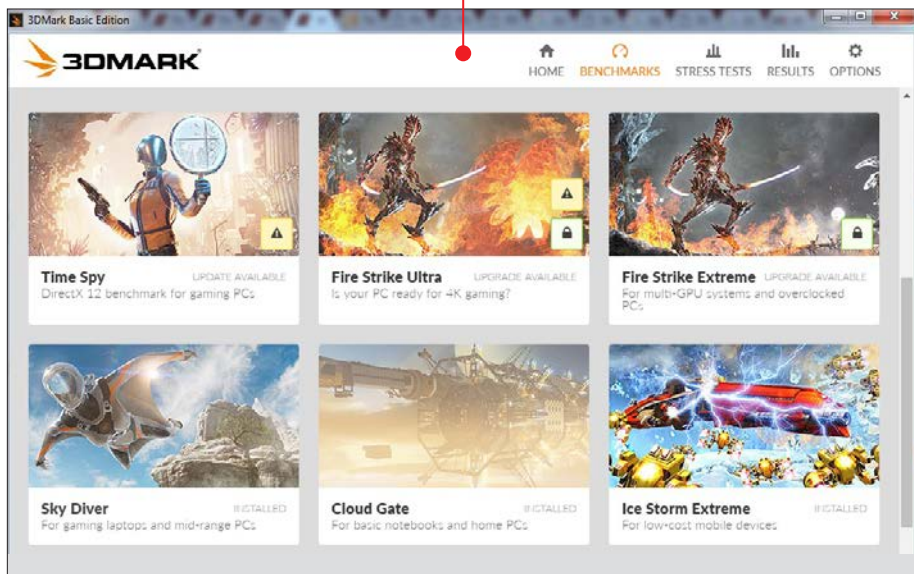 3DMark Basic Edition
3DMARK
HOME BENCHMARKS STRESS TESTS RESULTS OPTIONS
Time Spy UPDATE AVAILABLE
DirectX 12 benchmark for gaming PCs
Fire Strike Ultra UPGRADE AVAILABLE
Is your PC ready for 4K gaming?
Fire Strike Extreme UPGRADE AVAILABLE
For multi-GPU systems and overclocked
PCs
Sky Diver INSTALLED
For gaming laptops and mid-range PCs
Cloud Gate INSTALLED
For basic notebooks and home PCs
Ice Storm Extreme INSTALLED
For low-cost mobile devices